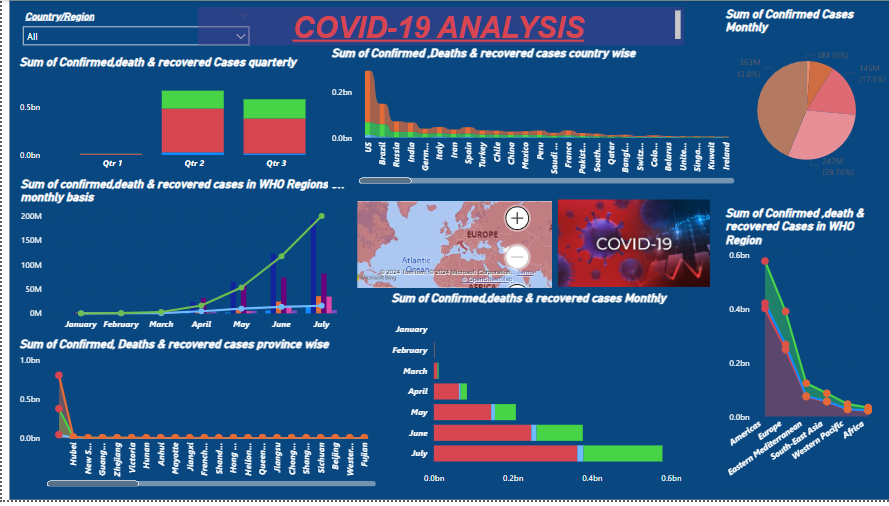 Country/Region
All
COVID-19 ANALYSIS
Sum of Confirmed,death & recovered Cases quarterly
0.5bn
0.0bn
Qtr 1
Qtr 2
Qtr 3
Sum of Confirmed ,Deaths & recovered cases country wise
0.2bn
0.0bn
US
Brazil
Russia
India
Germ...
Italy
Iran
Spain
Turkey
Chile
China
Mexico
Peru
Saudi ...
France
Pakist...
South...
Qatar
Bangl...
Switz...
Colo...
Belarus
Unite...
Singa...
Kuwait
Ireland
Sum of Confirmed Cases
Monthly
0M (0%)
145M
(17.5%)
247M
(29.76%)
363M
Sum of confirmed,death & recovered cases in WHO Regions ...
monthly basis
200M
150M
100M
50M
0M
January
February
March
April
May
June
July
EUROPE
Atlantic
Ocean
AFRICA
Microsoft Bing
© OpenStreetMap
COVID-19
Sum of Confirmed ,death &
recovered Cases in WHO
Region
0.6bn
0.4bn
0.2bn
0.0bn
Americas
Europe
Eastern Mediterranean
South-East Asia
Western Pacific
Africa
Sum of Confirmed, Deaths & recovered cases province wise
1.0bn
0.5bn
0.0bn
Hubei
New S...
Guang...
Zhejiang
Victoria
Hunan
Anhui
Mayotte
Jiangxi
French...
Shand...
Hong ...
Heilon...
Queen...
Jiangsu
Chong...
Shang...
Sichuan
Beijing
Wester...
Fujian
Sum of Confirmed,deaths & recovered cases Monthly
January
February
March
April
May
June
July
0.0bn
0.2bn
0.4bn
0.6bn